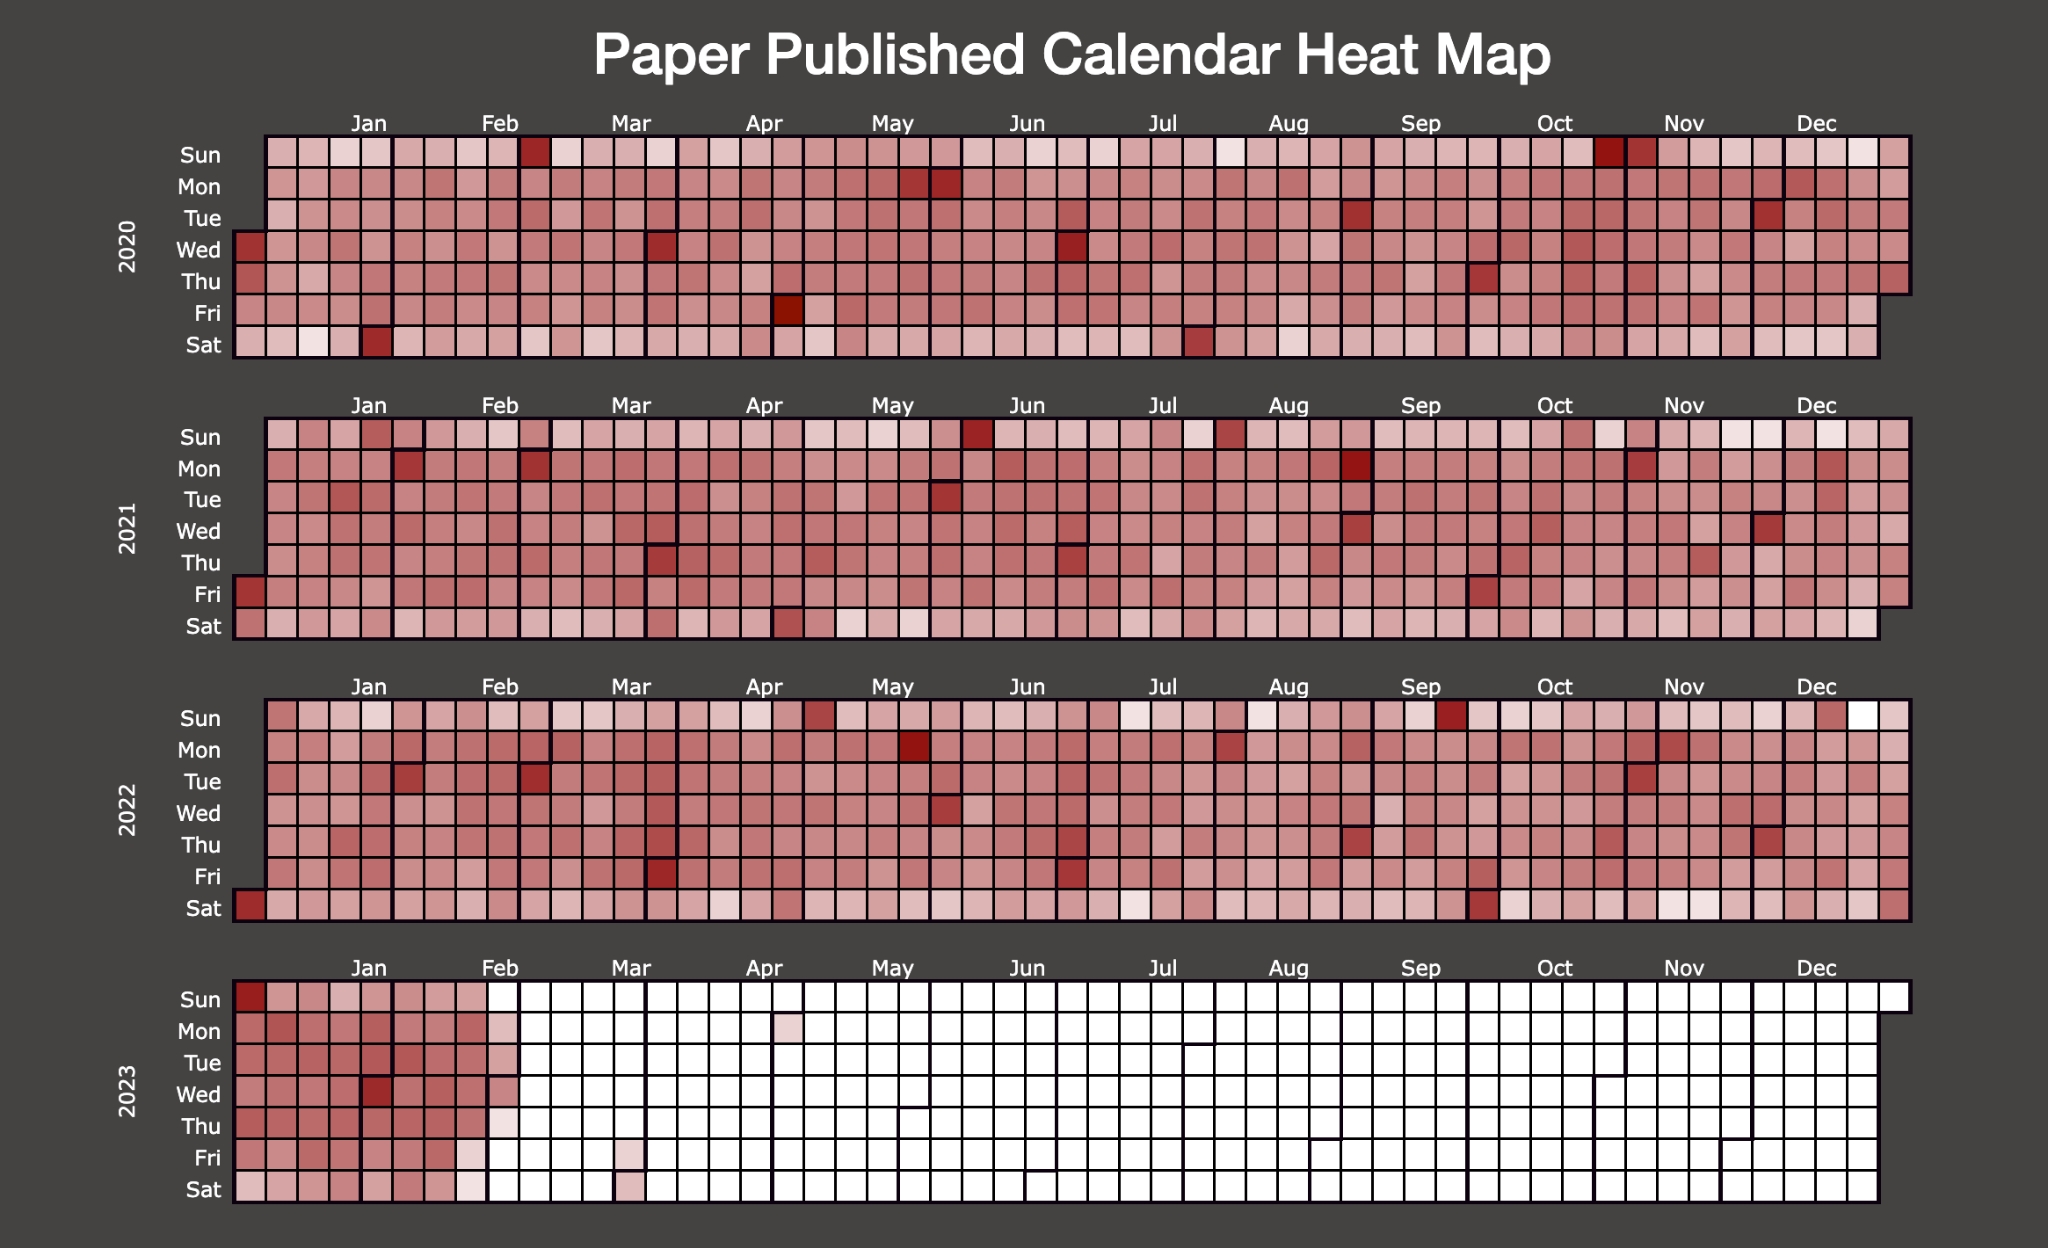 Paper Published Calendar Heat Map
Jan Feb Mar Apr May Jun Jul Aug Sep Oct Nov Dec
2020
Sun
Mon
Tue
Wed
Thu
Fri
Sat
Jan Feb Mar Apr May Jun Jul Aug Sep Oct Nov Dec
2021
Sun
Mon
Tue
Wed
Thu
Fri
Sat
Jan Feb Mar Apr May Jun Jul Aug Sep Oct Nov Dec
2022
Sun
Mon
Tue
Wed
Thu
Fri
Sat
Jan Feb Mar Apr May Jun Jul Aug Sep Oct Nov Dec
2023
Sun
Mon
Tue
Wed
Thu
Fri
Sat